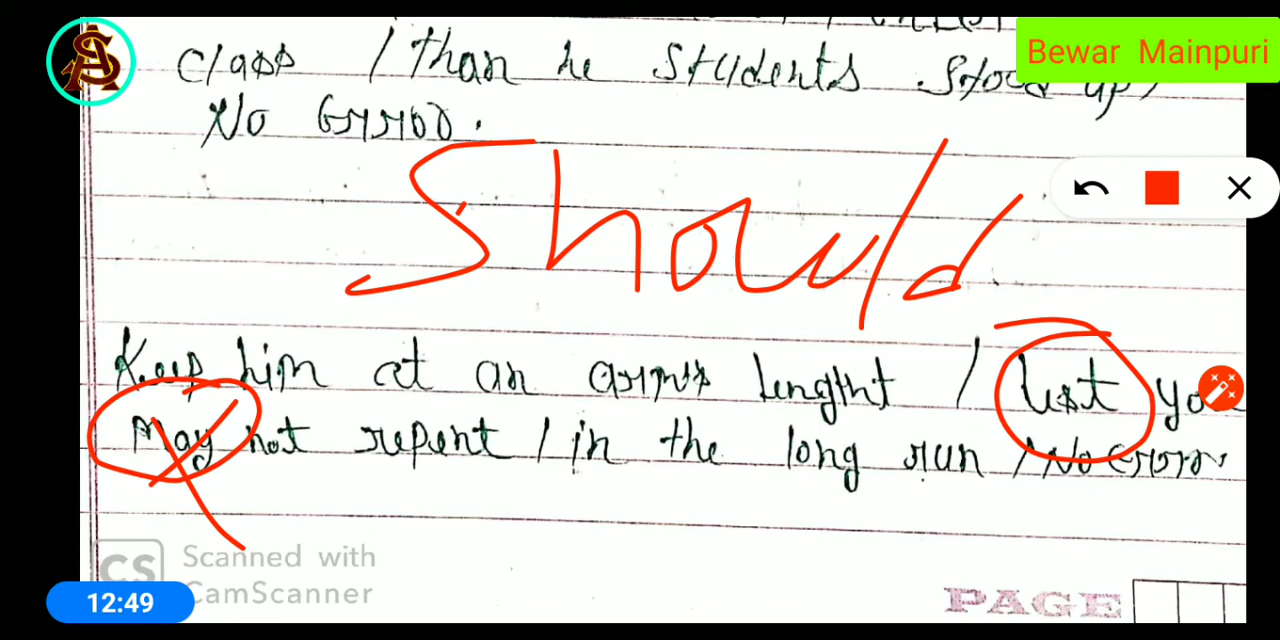 Bewar Mainpuri
class / than he students stood up /
No Error.
Should
Keep him at an arms lenght / lest
may not repent / in the long run / No error
CS Scanned with
CamScanner
12:49
PAGE